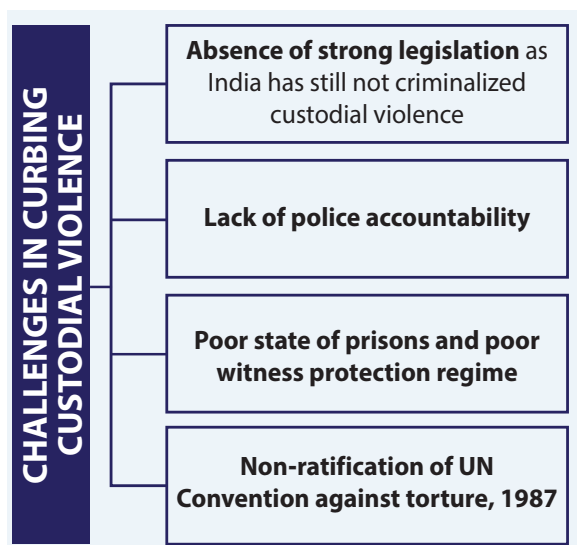 CHALLENGES IN CURBING
CUSTODIAL VIOLENCE
Absence of strong legislation as
India has still not criminalized
custodial violence
Lack of police accountability
Poor state of prisons and poor
witness protection regime
Non-ratification of UN
Convention against torture, 1987